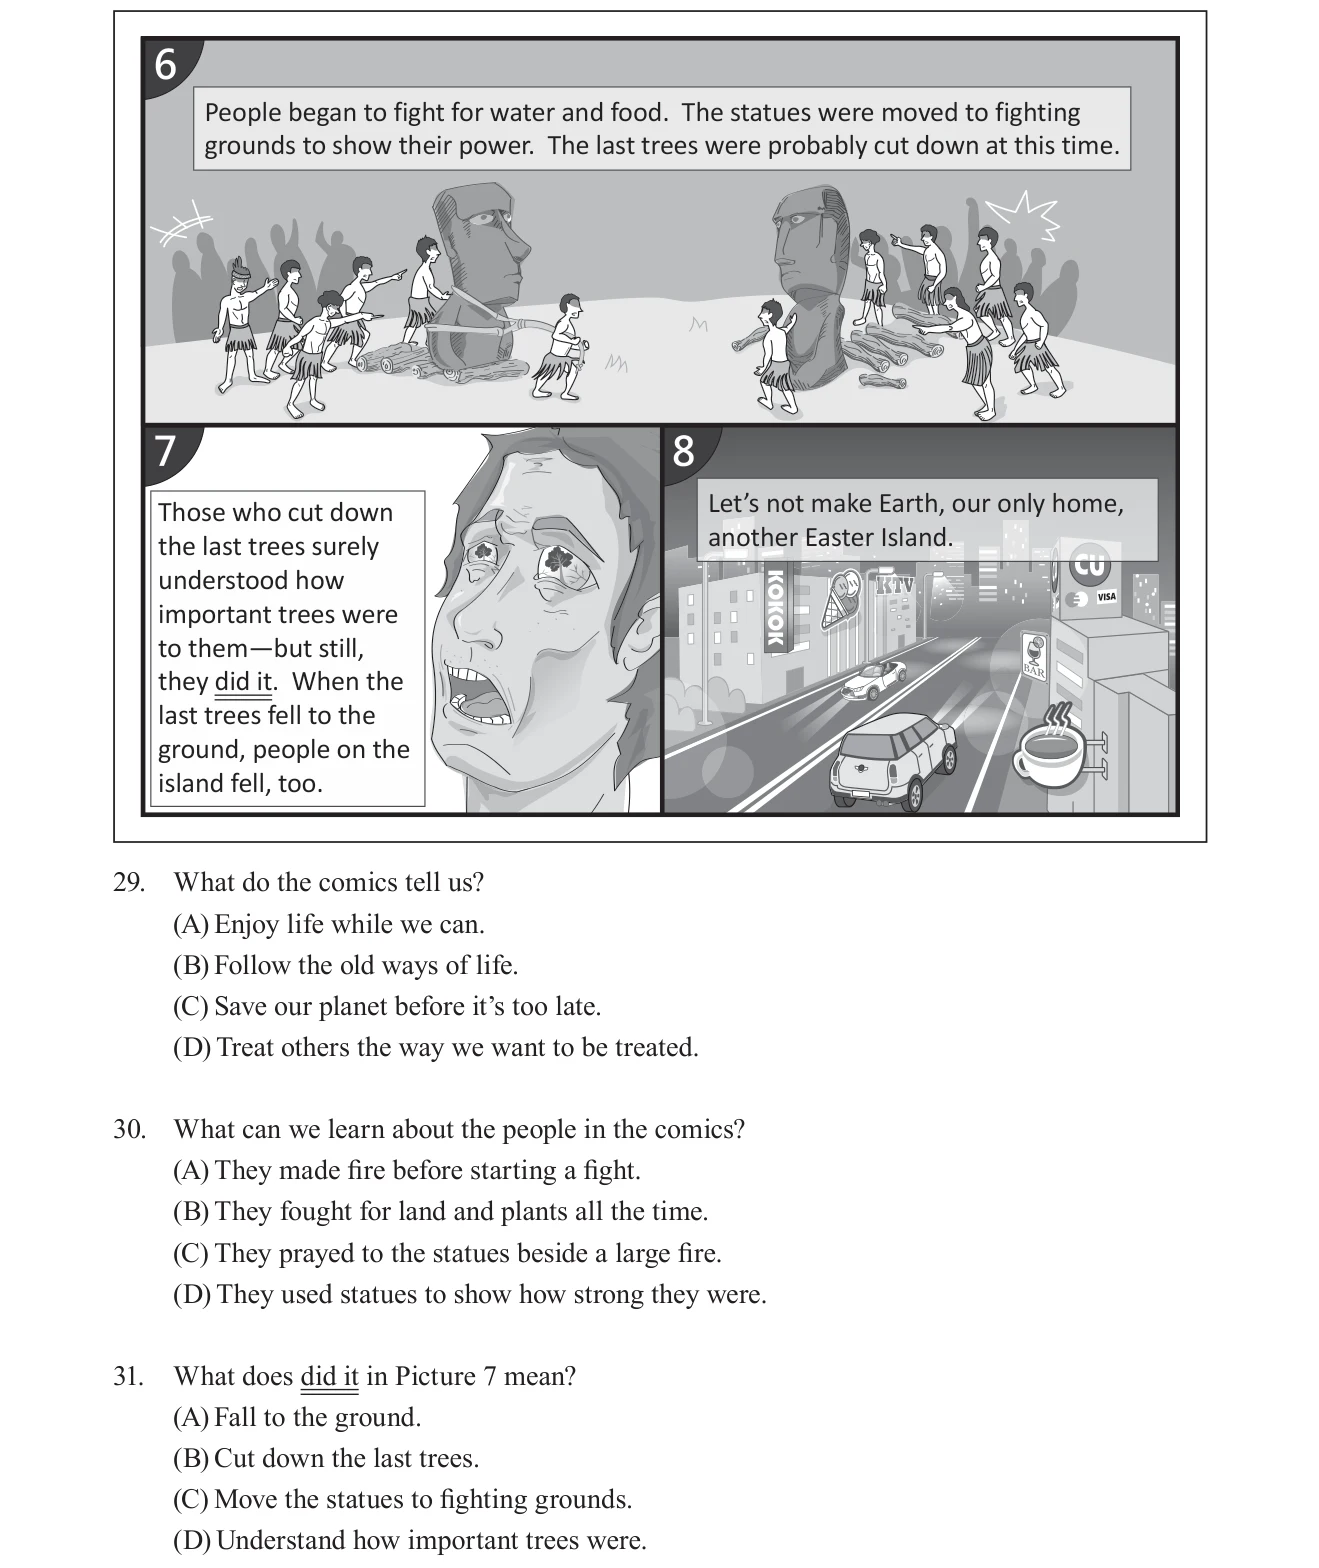 6
People began to fight for water and food.  The statues were moved to fighting
grounds to show their power.  The last trees were probably cut down at this time.
7
Those who cut down
the last trees surely
understood how
important trees were
to them—but still,
they did it.  When the
last trees fell to the
ground, people on the
island fell, too.
8
Let’s not make Earth, our only home,
another Easter Island.
KOKOK
KTV
CU
VISA
BAR
29. What do the comics tell us?
(A) Enjoy life while we can.
(B) Follow the old ways of life.
(C) Save our planet before it’s too late.
(D) Treat others the way we want to be treated.
30. What can we learn about the people in the comics?
(A) They made fire before starting a fight.
(B) They fought for land and plants all the time.
(C) They prayed to the statues beside a large fire.
(D) They used statues to show how strong they were.
31. What does did it in Picture 7 mean?
(A) Fall to the ground.
(B) Cut down the last trees.
(C) Move the statues to fighting grounds.
(D) Understand how important trees were.